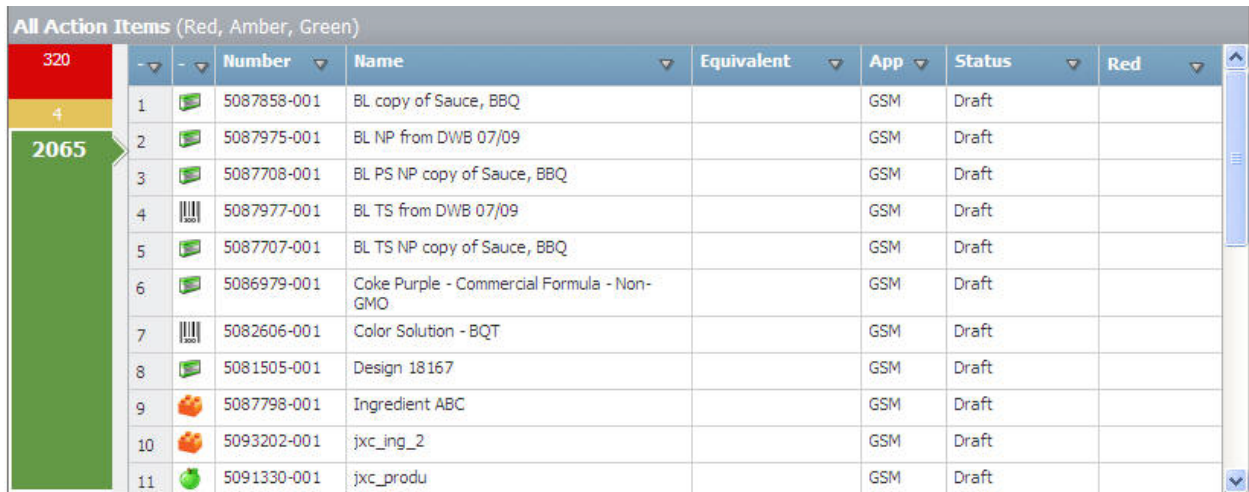 All Action Items (Red, Amber, Green)
320
4
2065
- - Number Name Equivalent App Status Red
1 5087858-001 BL copy of Sauce, BBQ GSM Draft
2 5087975-001 BL NP from DWB 07/09 GSM Draft
3 5087708-001 BL PS NP copy of Sauce, BBQ GSM Draft
4 5087977-001 BL TS from DWB 07/09 GSM Draft
5 5087707-001 BL TS NP copy of Sauce, BBQ GSM Draft
6 5086979-001 Coke Purple - Commercial Formula - Non- GSM Draft
GMO
7 5082606-001 Color Solution - BQT GSM Draft
8 5081505-001 Design 18167 GSM Draft
9 5087798-001 Ingredient ABC GSM Draft
10 5093202-001 jxc_ing_2 GSM Draft
11 5091330-001 jxc_produ GSM Draft